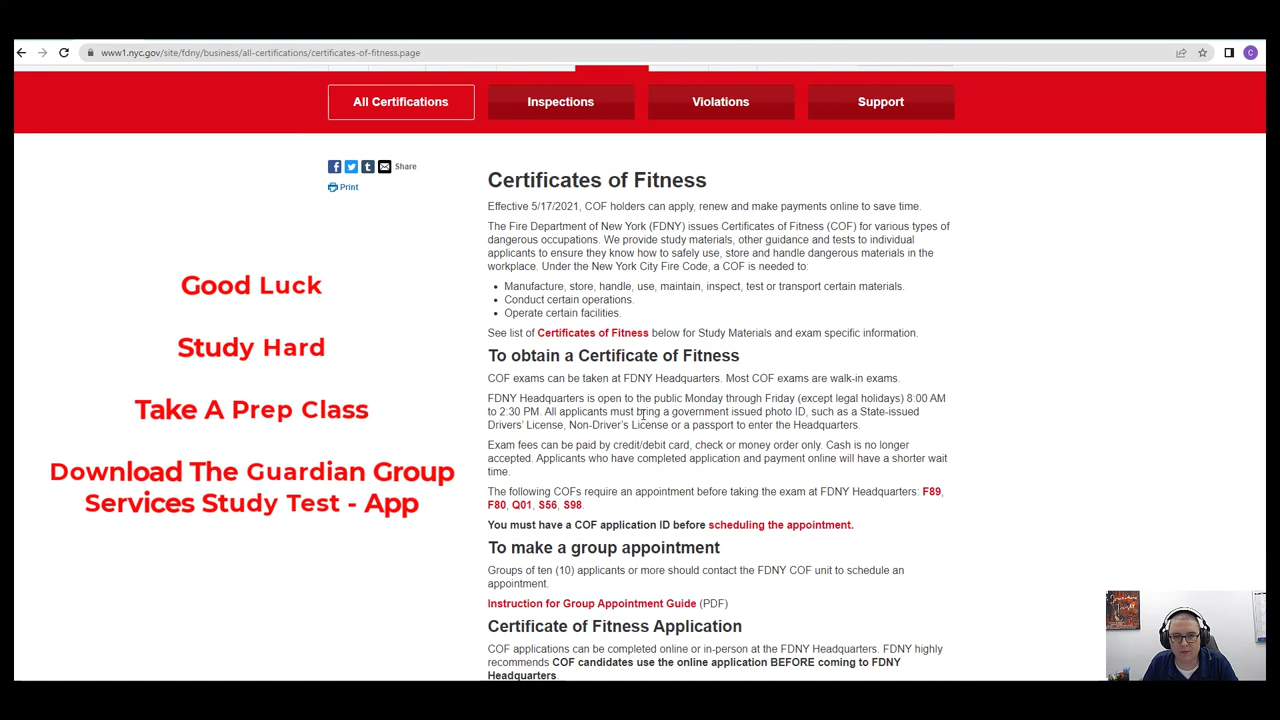 www1.nyc.gov/site/fdny/business/all-certifications/certificates-of-fitness.page
C
All Certifications
Inspections
Violations
Support
Share
Print
Certificates of Fitness
Effective 5/17/2021, COF holders can apply, renew and make payments online to save time.
The Fire Department of New York (FDNY) issues Certificates of Fitness (COF) for various types of
dangerous occupations. We provide study materials, other guidance and tests to individual
applicants to ensure they know how to safely use, store and handle dangerous materials in the
workplace. Under the New York City Fire Code, a COF is needed to:
• Manufacture, store, handle, use, maintain, inspect, test or transport certain materials.
• Conduct certain operations.
• Operate certain facilities.
See list of Certificates of Fitness below for Study Materials and exam specific information.
To obtain a Certificate of Fitness
COF exams can be taken at FDNY Headquarters. Most COF exams are walk-in exams.
FDNY Headquarters is open to the public Monday through Friday (except legal holidays) 8:00 AM
to 2:30 PM. All applicants must bring a government issued photo ID, such as a State-issued
Drivers' License, Non-Driver's License or a passport to enter the Headquarters.
Exam fees can be paid by credit/debit card, check or money order only. Cash is no longer
accepted. Applicants who have completed application and payment online will have a shorter wait
time.
The following COFs require an appointment before taking the exam at FDNY Headquarters: F89,
F80, Q01, S56, S98.
You must have a COF application ID before scheduling the appointment.
To make a group appointment
Groups of ten (10) applicants or more should contact the FDNY COF unit to schedule an
appointment.
Instruction for Group Appointment Guide (PDF)
Certificate of Fitness Application
COF applications can be completed online or in-person at the FDNY Headquarters. FDNY highly
recommends COF candidates use the online application BEFORE coming to FDNY
Headquarters.
Good Luck
Study Hard
Take A Prep Class
Download The Guardian Group
Services Study Test - App